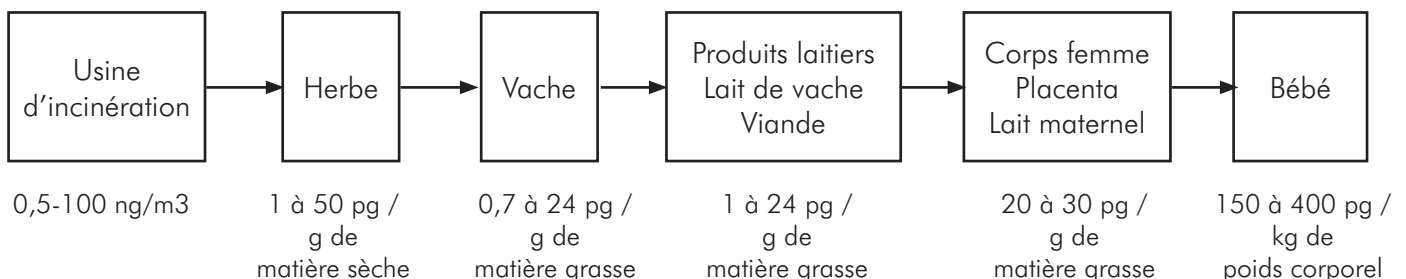 Usine
d'incinération
Herbe
Vache
Produits laitiers
Lait de vache
Viande
Corps femme
Placenta
Lait maternel
Bébé
0,5-100 ng/m3
1 à 50 pg /
g de
matière sèche
0,7 à 24 pg /
g de
matière grasse
1 à 24 pg /
g de
matière grasse
20 à 30 pg /
g de
matière grasse
150 à 400 pg /
kg de
poids corporel